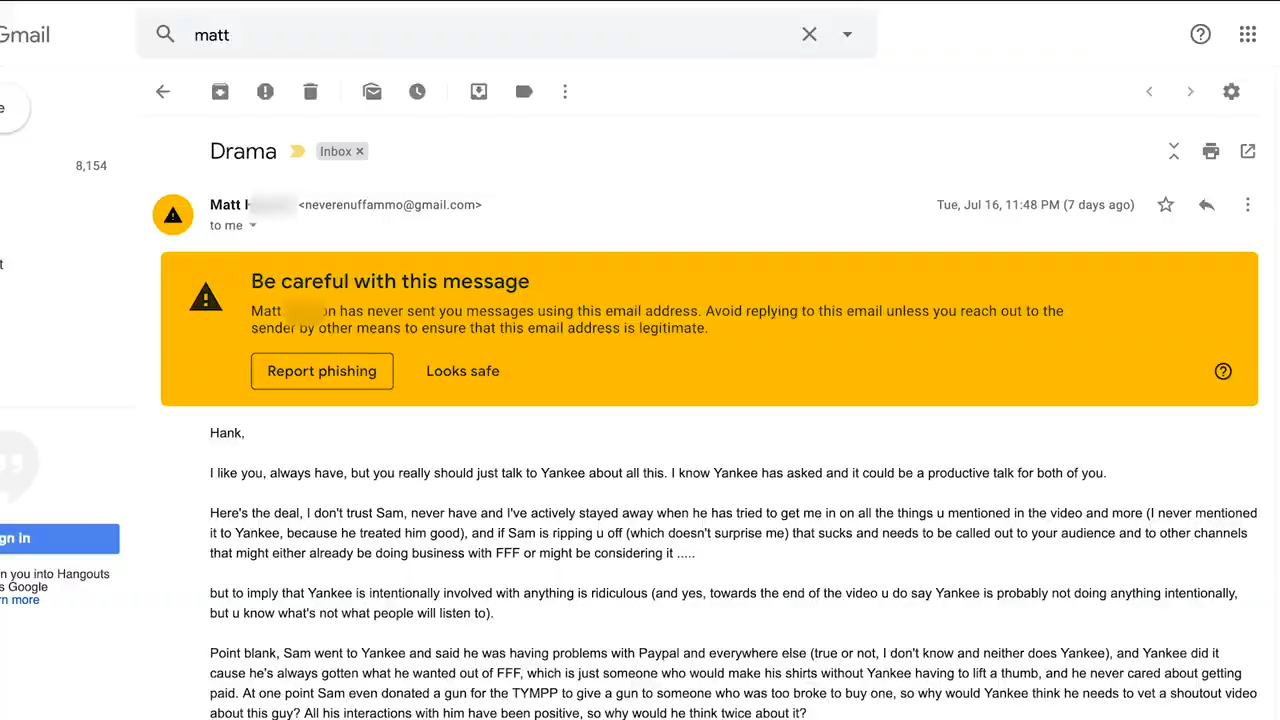 Gmail
matt
e
8,154
Drama
Inbox ×
Matt <neverenuffammo@gmail.com>
Tue, Jul 16, 11:48 PM (7 days ago)
to me
t
Be careful with this message
Matt on has never sent you messages using this email address. Avoid replying to this email unless you reach out to the
sender by other means to ensure that this email address is legitimate.
Report phishing
Looks safe
Hank,
I like you, always have, but you really should just talk to Yankee about all this. I know Yankee has asked and it could be a productive talk for both of you.
Here's the deal, I don't trust Sam, never have and I've actively stayed away when he has tried to get me in on all the things u mentioned in the video and more (I never mentioned
it to Yankee, because he treated him good), and if Sam is ripping u off (which doesn't surprise me) that sucks and needs to be called out to your audience and to other channels
that might either already be doing business with FFF or might be considering it .....
but to imply that Yankee is intentionally involved with anything is ridiculous (and yes, towards the end of the video u do say Yankee is probably not doing anything intentionally,
but u know what's not what people will listen to).
Point blank, Sam went to Yankee and said he was having problems with Paypal and everywhere else (true or not, I don't know and neither does Yankee), and Yankee did it
cause he's always gotten what he wanted out of FFF, which is just someone who would make his shirts without Yankee having to lift a thumb, and he never cared about getting
paid. At one point Sam even donated a gun for the TYMPP to give a gun to someone who was too broke to buy one, so why would Yankee think he needs to vet a shoutout video
about this guy? All his interactions with him have been positive, so why would he think twice about it?
gn in
n you into Hangouts
s Google
rn more